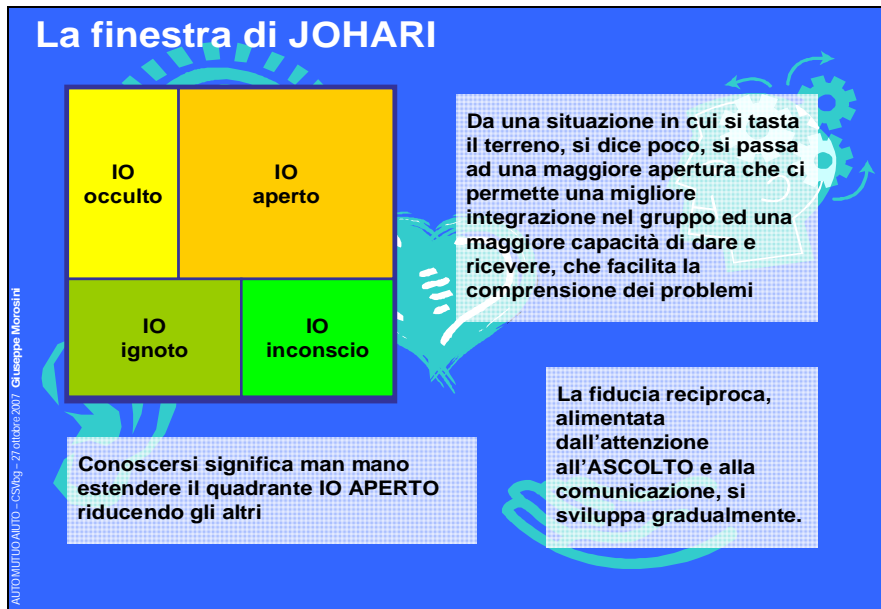 La finestra di JOHARI
IO
occulto
IO
aperto
IO
ignoto
IO
inconscio
Da una situazione in cui si tasta
il terreno, si dice poco, si passa
ad una maggiore apertura che ci
permette una migliore
integrazione nel gruppo ed una
maggiore capacità di dare e
ricevere, che facilita la
comprensione dei problemi
Conoscersi significa man mano
estendere il quadrante IO APERTO
riducendo gli altri
La fiducia reciproca,
alimentata
dall'attenzione
all'ASCOLTO e alla
comunicazione, si
sviluppa gradualmente.
AUTO MUTUO AIUTO – CSVbg – 27 ottobre 2007 Giuseppe Morosini